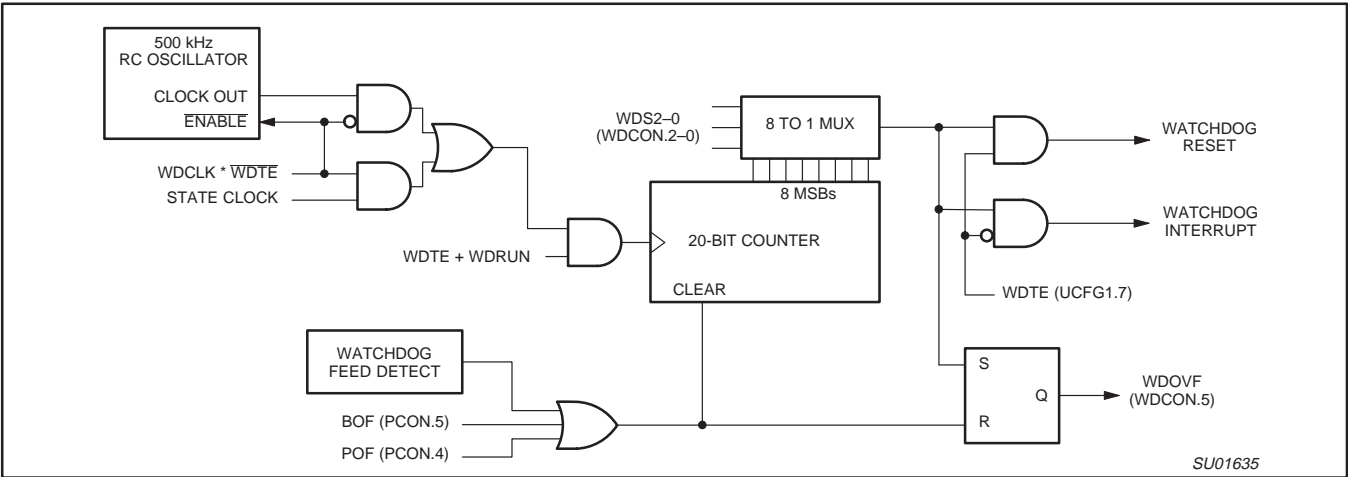 500 kHz
RC OSCILLATOR
CLOCK OUT
ENABLE
WDCLK * WDTE
STATE CLOCK
WDS2–0
(WDCON.2–0)
8 TO 1 MUX
8 MSBs
20-BIT COUNTER
CLEAR
WDTE + WDRUN
WATCHDOG
RESET
WATCHDOG
INTERRUPT
WDTE (UCFG1.7)
WATCHDOG
FEED DETECT
BOF (PCON.5)
POF (PCON.4)
S
Q
R
WDOVF
(WDCON.5)
SU01635